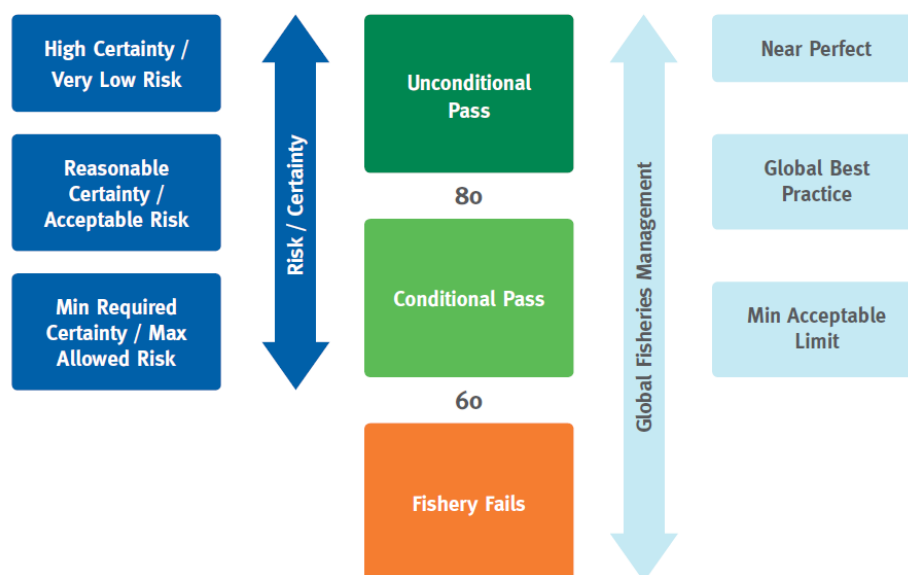 High Certainty /
Very Low Risk
Reasonable
Certainty /
Acceptable Risk
Min Required
Certainty / Max
Allowed Risk
Risk / Certainty
Unconditional
Pass
80
Conditional Pass
60
Fishery Fails
Global Fisheries Management
Near Perfect
Global Best
Practice
Min Acceptable
Limit